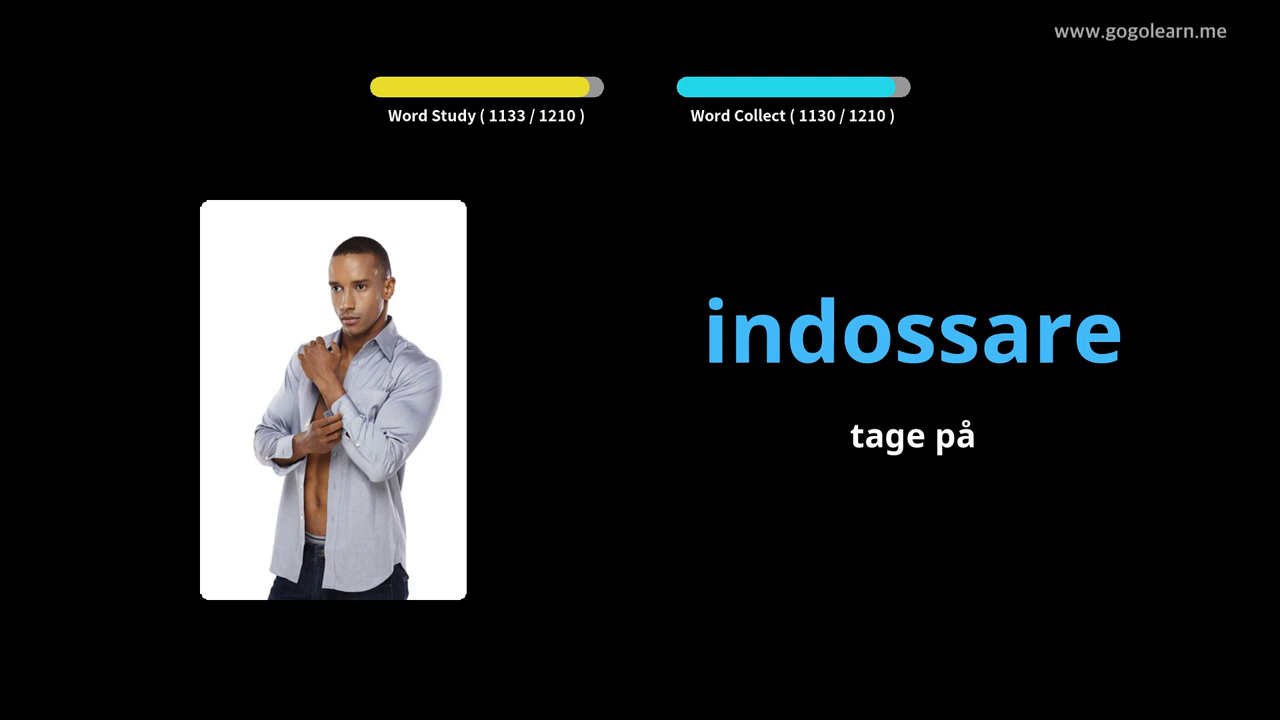 www.gogolearn.me
Word Study ( 1133 / 1210 )
Word Collect ( 1130 / 1210 )
indossare
tage på